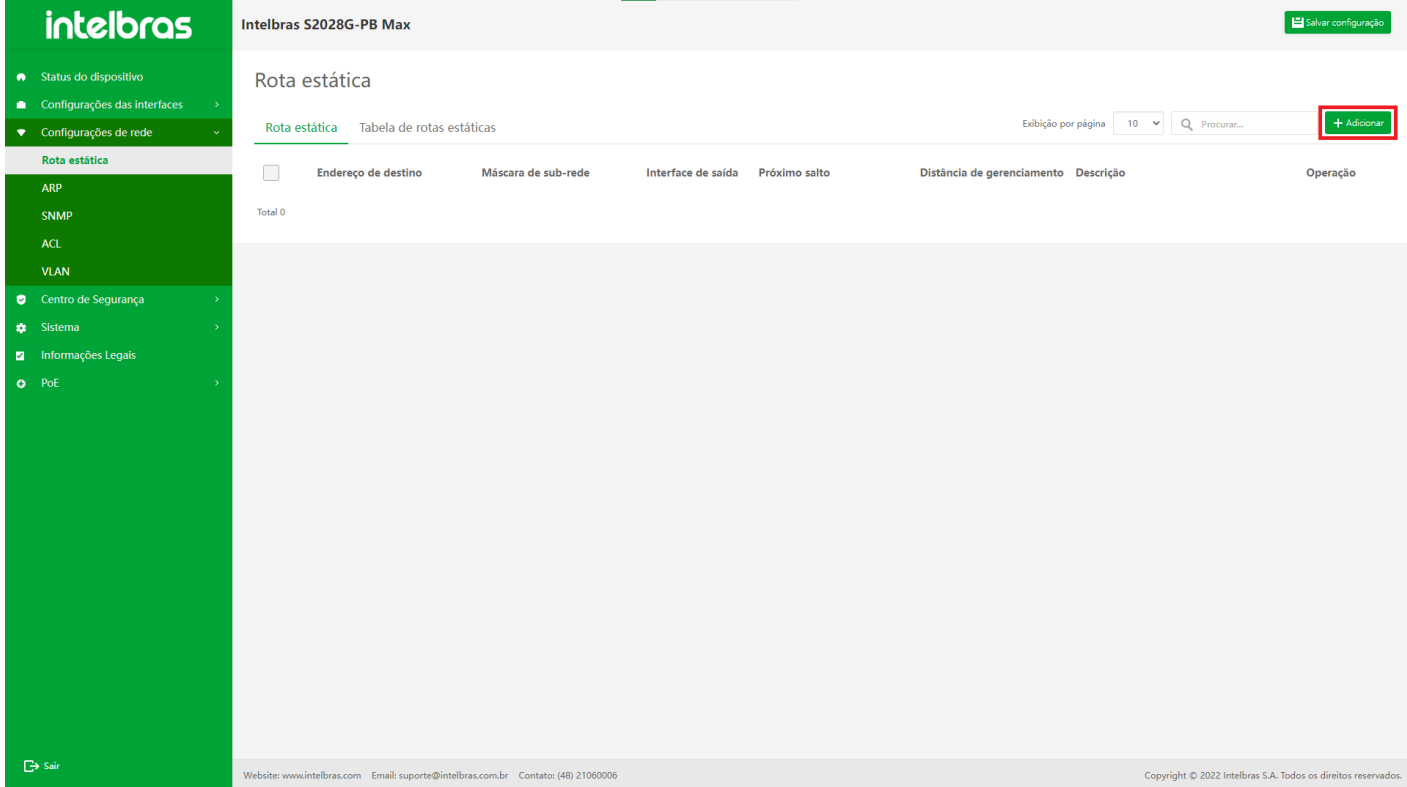 intelbras
Intelbras S2028G-PB Max
Salvar configuração
Status do dispositivo
Configurações das interfaces
Configurações de rede
Rota estática
ARP
SNMP
ACL
VLAN
Centro de Segurança
Sistema
Informações Legais
PoE
Sair
Rota estática
Rota estática Tabela de rotas estáticas
Exibição por página 10 Procurar... + Adicionar
Endereço de destino Máscara de sub-rede Interface de saída Próximo salto Distância de gerenciamento Descrição Operação
Total 0
Website: www.intelbras.com Email: suporte@intelbras.com.br Contato: (48) 21060006
Copyright © 2022 Intelbras S.A. Todos os direitos reservados.